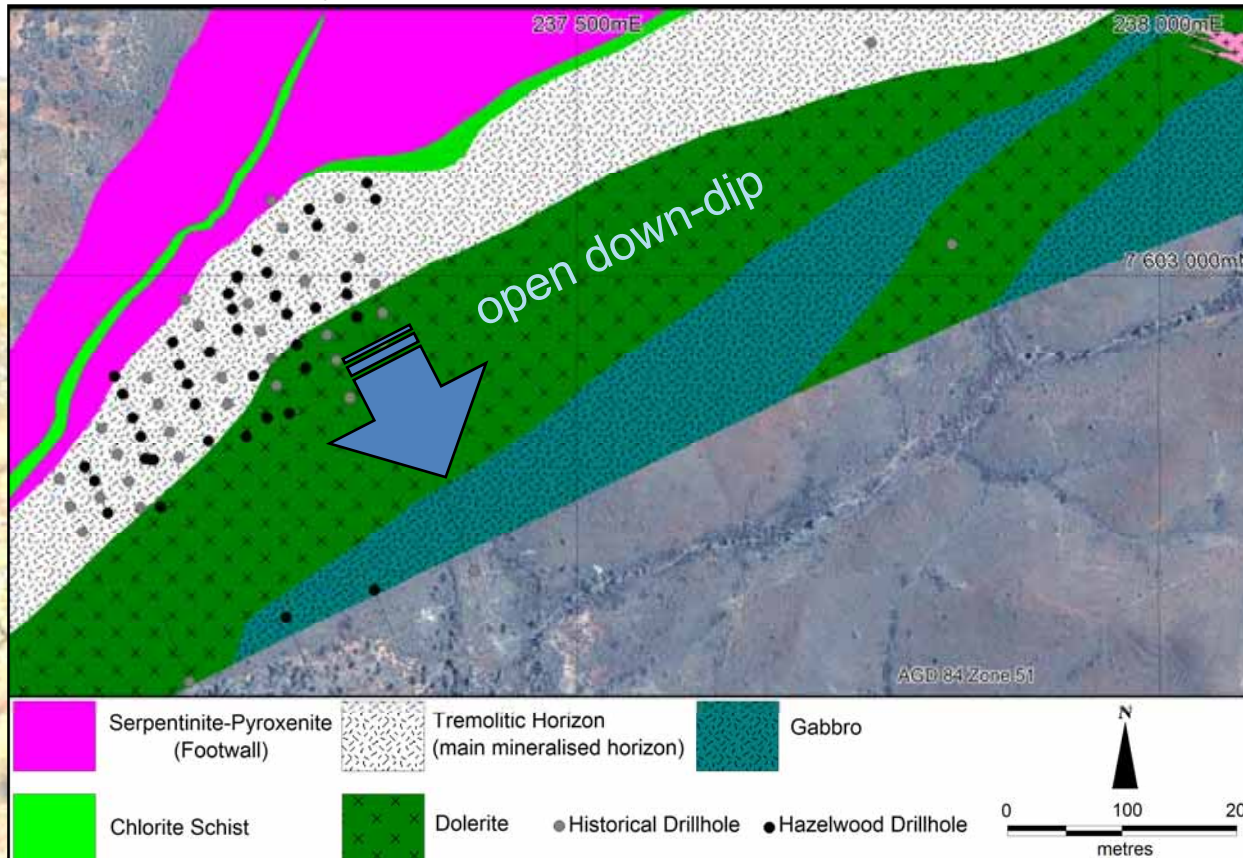 237 500mE
238 000mE
open down-dip
7 603 000mN
AGD 84 Zone 51
Serpentinite-Pyroxenite
(Footwall)
Tremolitic Horizon
(main mineralised horizon)
Gabbro
N
Chlorite Schist
Dolerite
Historical Drillhole
Hazelwood Drillhole
0
100
20
metres